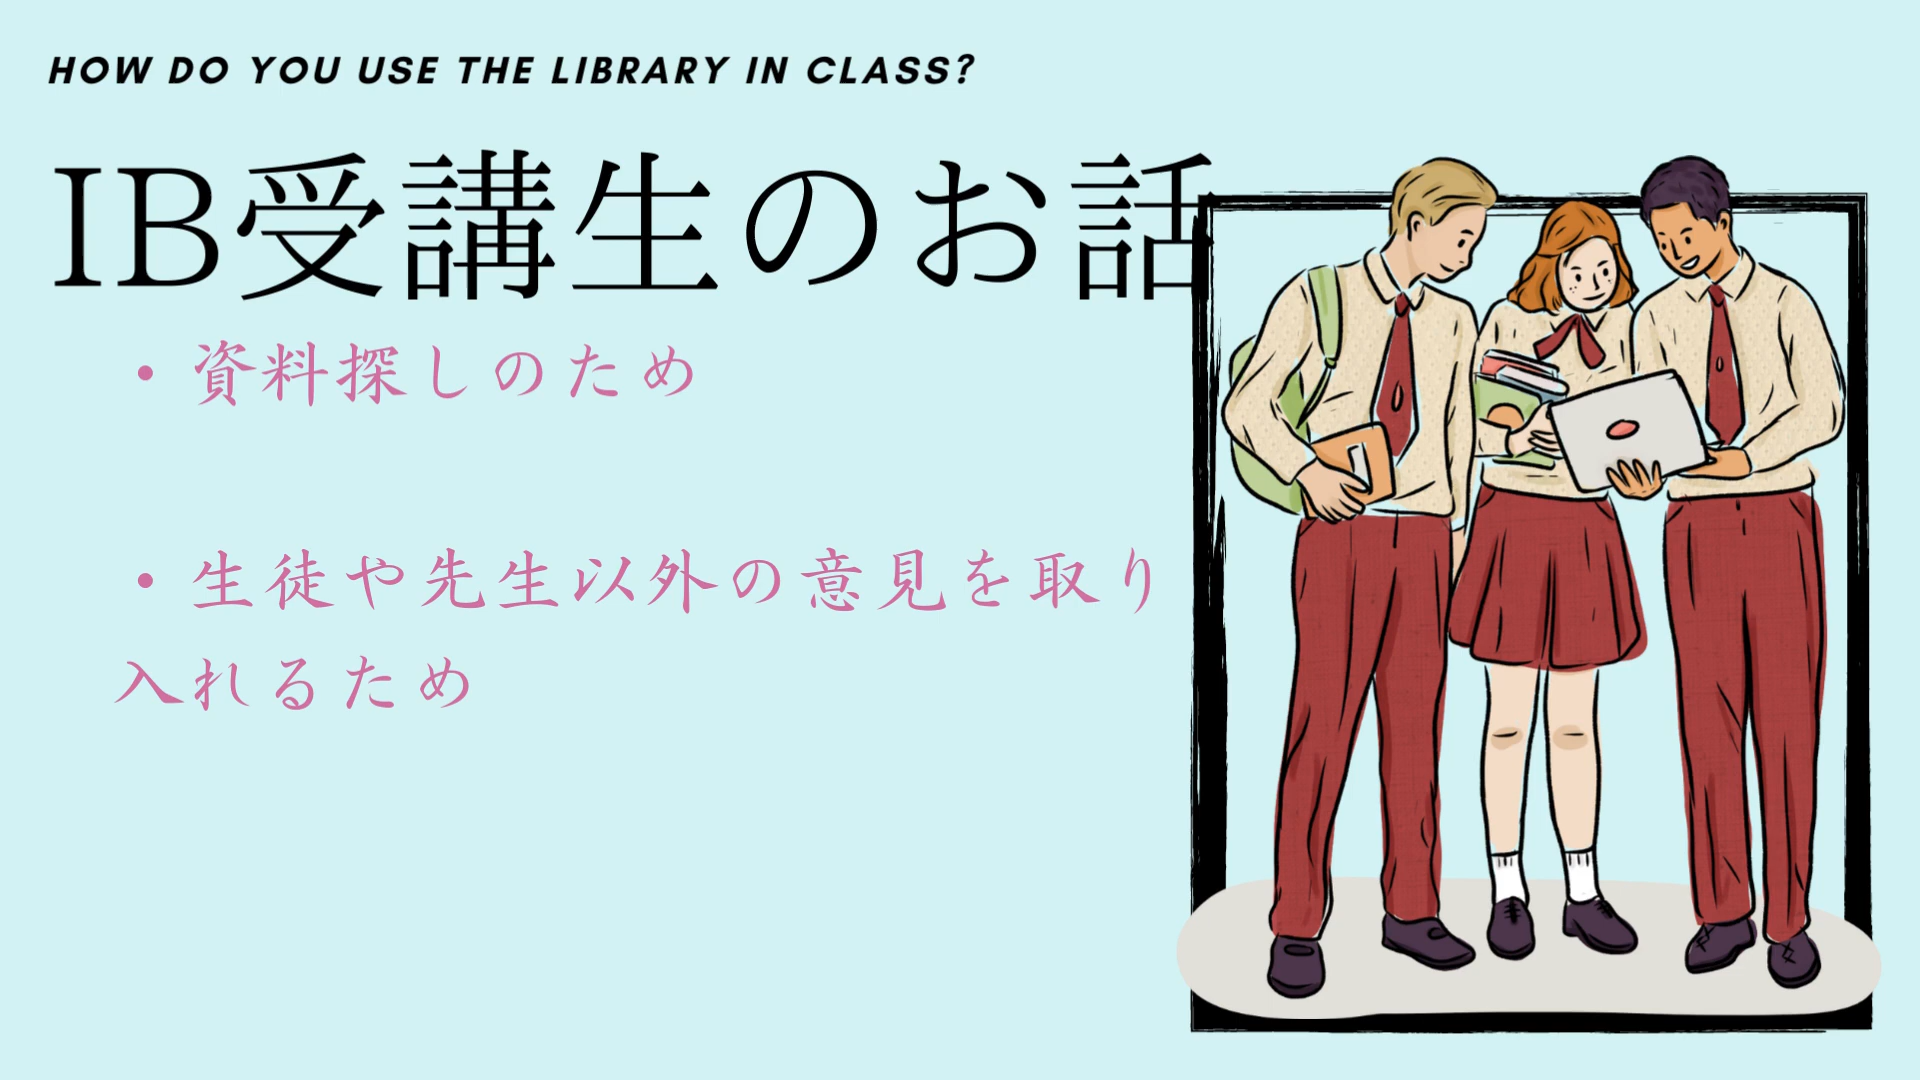 HOW DO YOU USE THE LIBRARY IN CLASS?
IB受講生のお話
・資料探しのため
・生徒や先生以外の意見を取り
入れるため